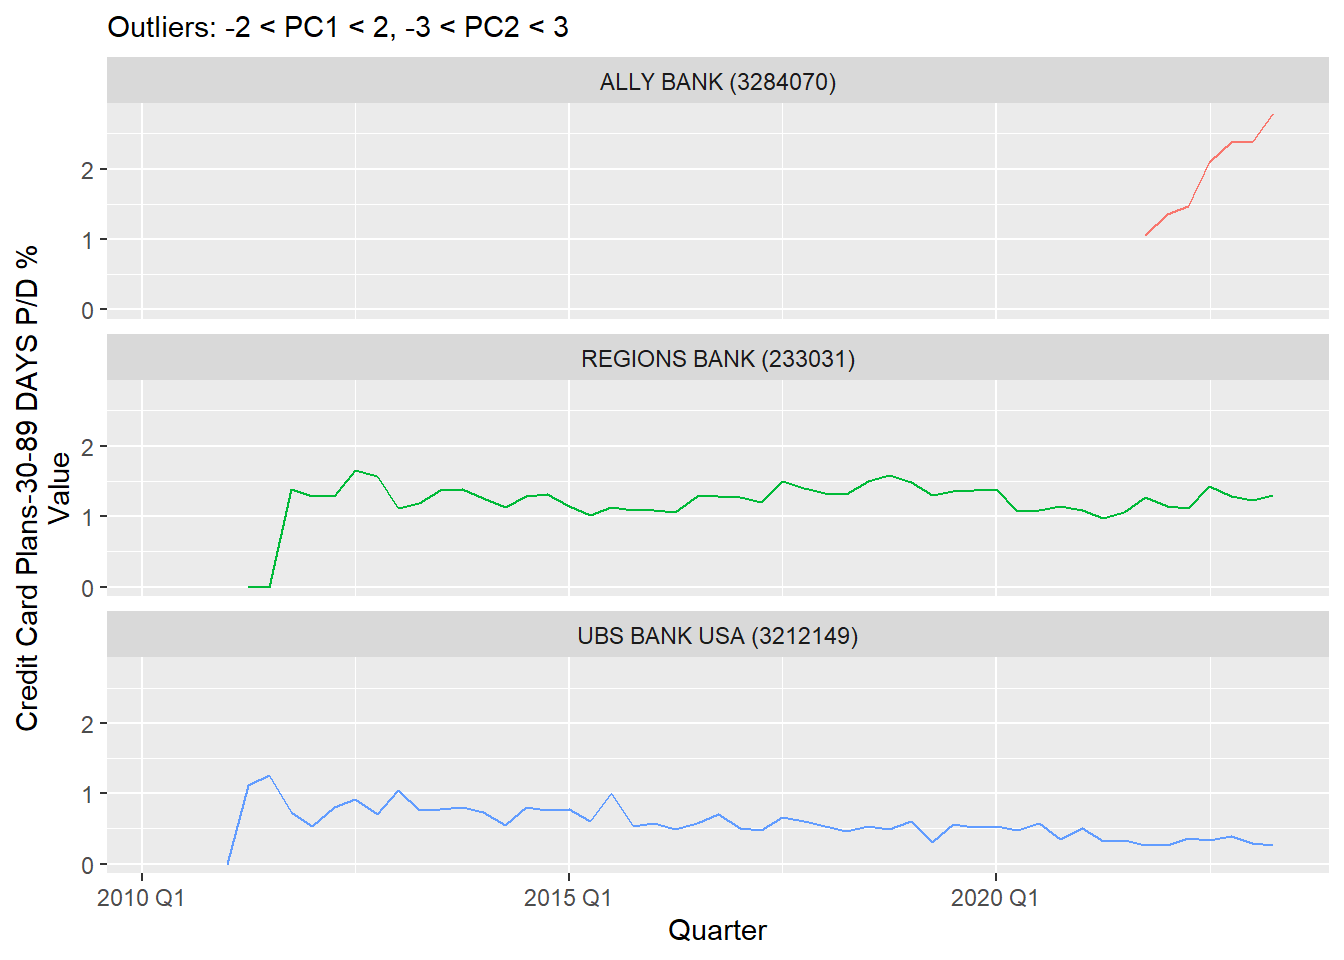 Outliers: -2 < PC1 < 2, -3 < PC2 < 3
ALLY BANK (3284070)
2
1
0
REGIONS BANK (233031)
2
1
0
UBS BANK USA (3212149)
2
1
0
Credit Card Plans-30-89 DAYS P/D %
Value
2010 Q1
2015 Q1
2020 Q1
Quarter